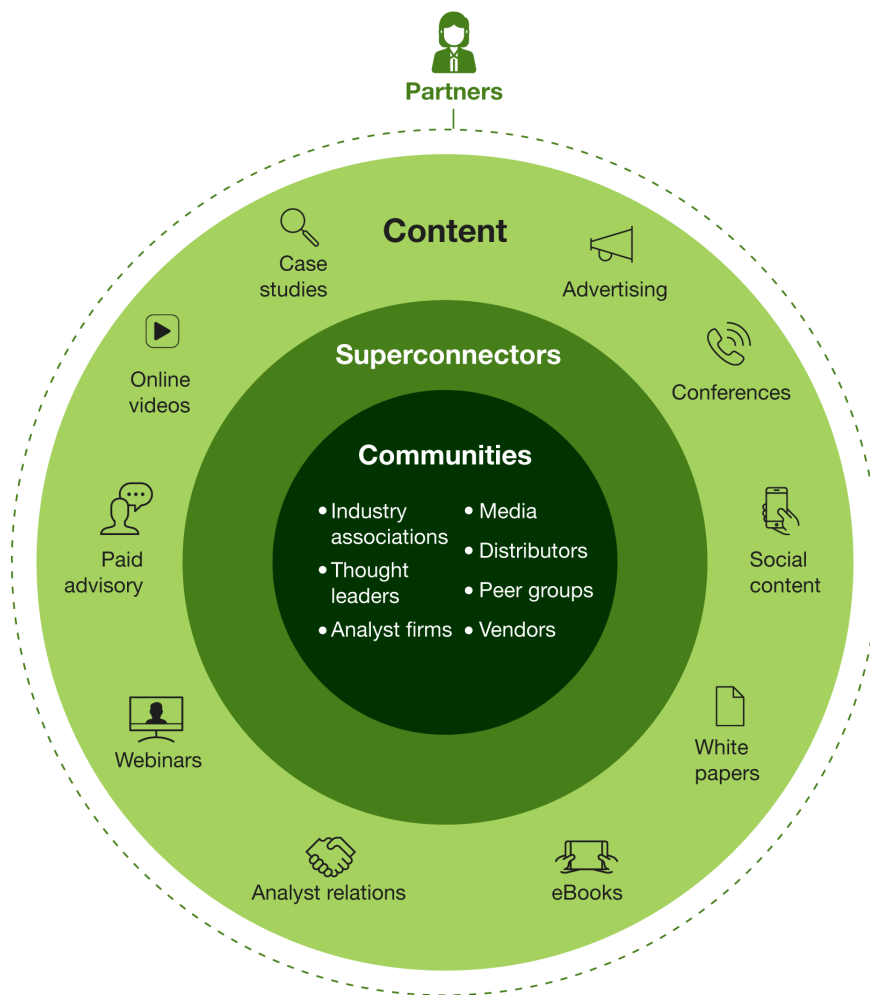 Partners
Content
Case
studies
Advertising
Online
videos
Conferences
Superconnectors
Communities
• Industry
associations
• Thought
leaders
• Analyst firms
• Media
• Distributors
• Peer groups
• Vendors
Paid
advisory
Social
content
Webinars
White
papers
Analyst relations
eBooks